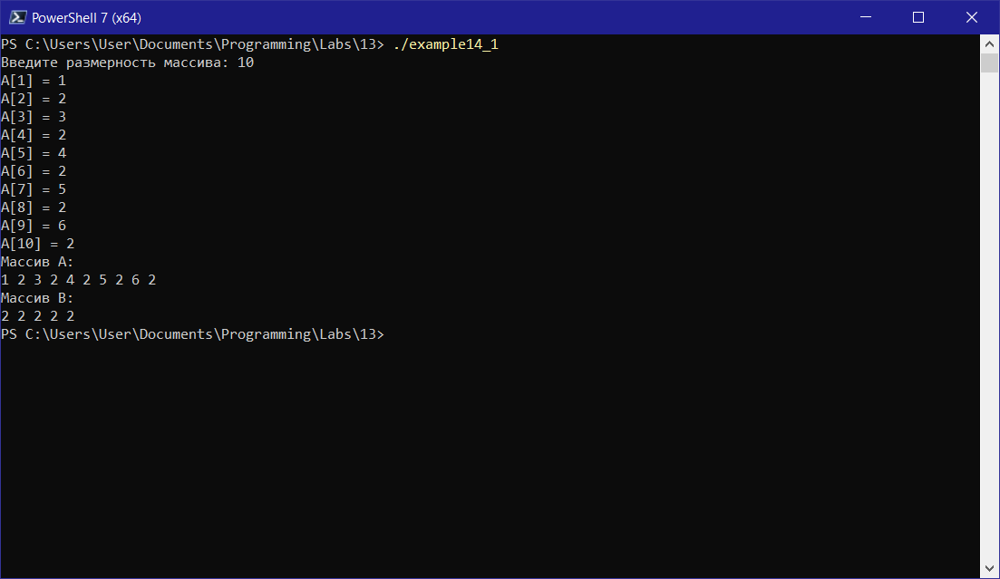 PowerShell 7 (x64)
PS C:\Users\User\Documents\Programming\Labs\13> ./example14_1
Введите размерность массива: 10
A[1] = 1
A[2] = 2
A[3] = 3
A[4] = 2
A[5] = 4
A[6] = 2
A[7] = 5
A[8] = 2
A[9] = 6
A[10] = 2
Массив A:
1 2 3 2 4 2 5 2 6 2
Массив B:
2 2 2 2 2
PS C:\Users\User\Documents\Programming\Labs\13>